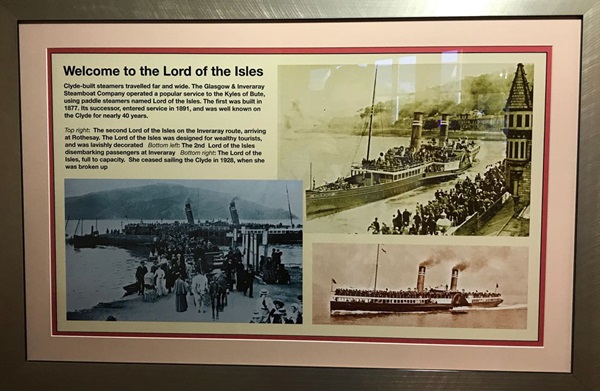 Welcome to the Lord of the Isles
Clyde-built steamers travelled far and wide. The Glasgow & Inveraray
Steamboat Company operated a popular service to the Kyles of Bute,
using paddle steamers named Lord of the Isles. The first was built in
1877. Its successor, entered service in 1891, and was well known on
the Clyde for nearly 40 years.
Top right: The second Lord of the Isles on the Inveraray route, arriving
at Rothesay. The Lord of the Isles was designed for wealthy tourists,
and was lavishly decorated Bottom left: The 2nd Lord of the Isles
disembarking passengers at Inveraray Bottom right: The Lord of the
Isles, full to capacity. She ceased sailing the Clyde in 1928, when she
was broken up